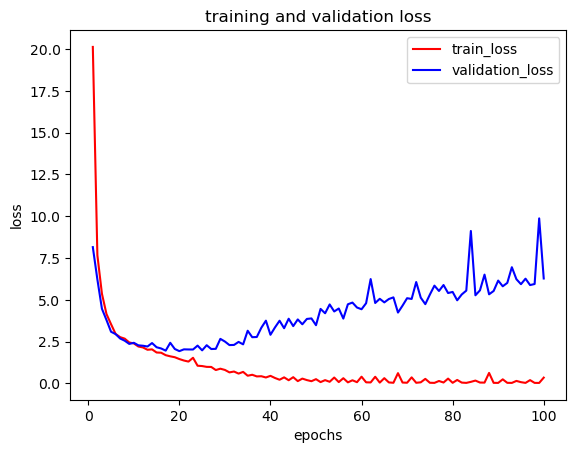 training and validation loss
train_loss
validation_loss
20.0
17.5
15.0
12.5
10.0
7.5
5.0
2.5
0.0
loss
0 20 40 60 80 100
epochs